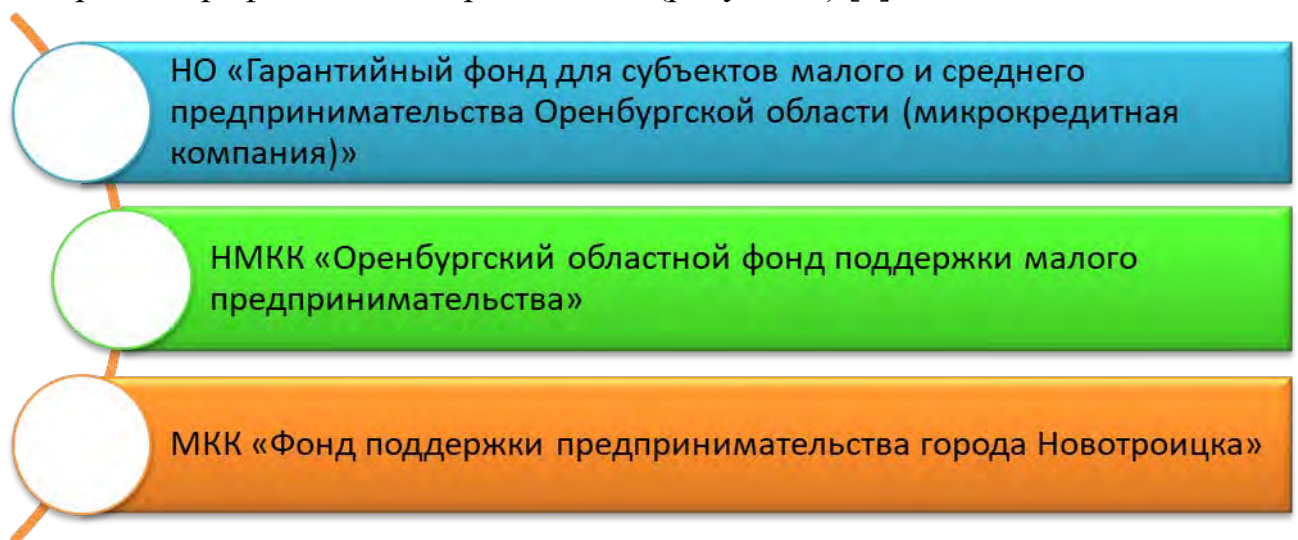 НО «Гарантийный фонд для субъектов малого и среднего
предпринимательства Оренбургской области (микрокредитная
компания)»
НМКК «Оренбургский областной фонд поддержки малого
предпринимательства»
МКК «Фонд поддержки предпринимательства города Новотроицка»